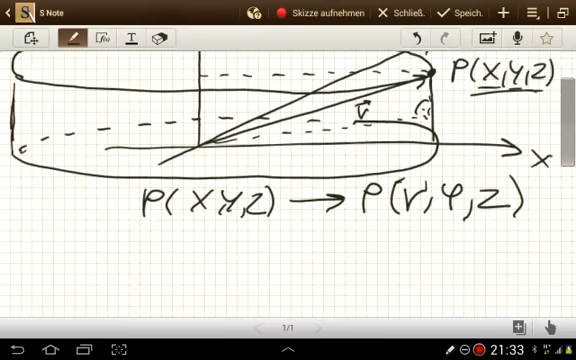 S Note
Skizze aufnehmen
Schließ.
Speich.
P(X,Y,Z)
r
X
P(X,Y,Z) → P(r,φ,Z)
1/1
21:33